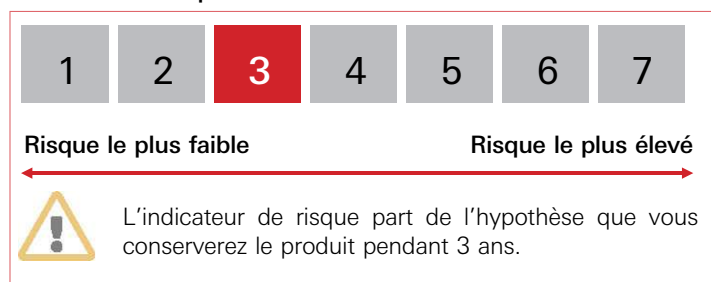 1 2 3 4 5 6 7
Risque le plus faible Risque le plus élevé
L'indicateur de risque part de l'hypothèse que vous
conserverez le produit pendant 3 ans.